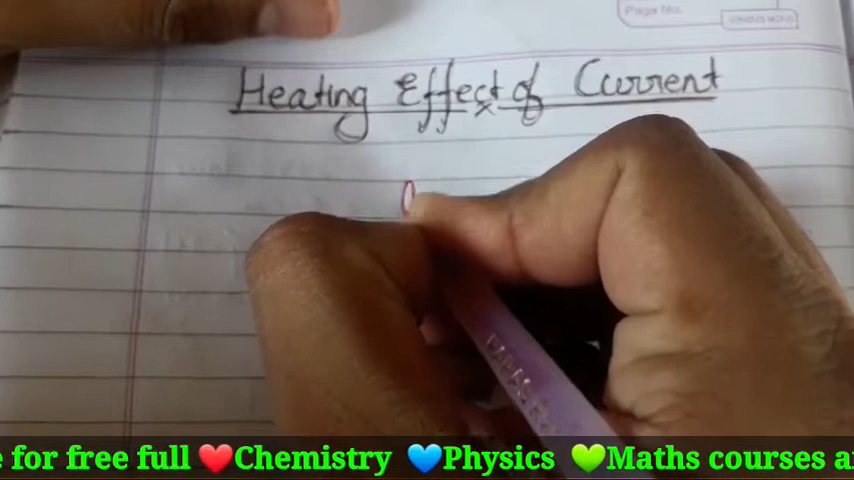 Page No.
Heating Effect of Current
e for free full ❤️Chemistry 💙Physics 💚Maths courses a